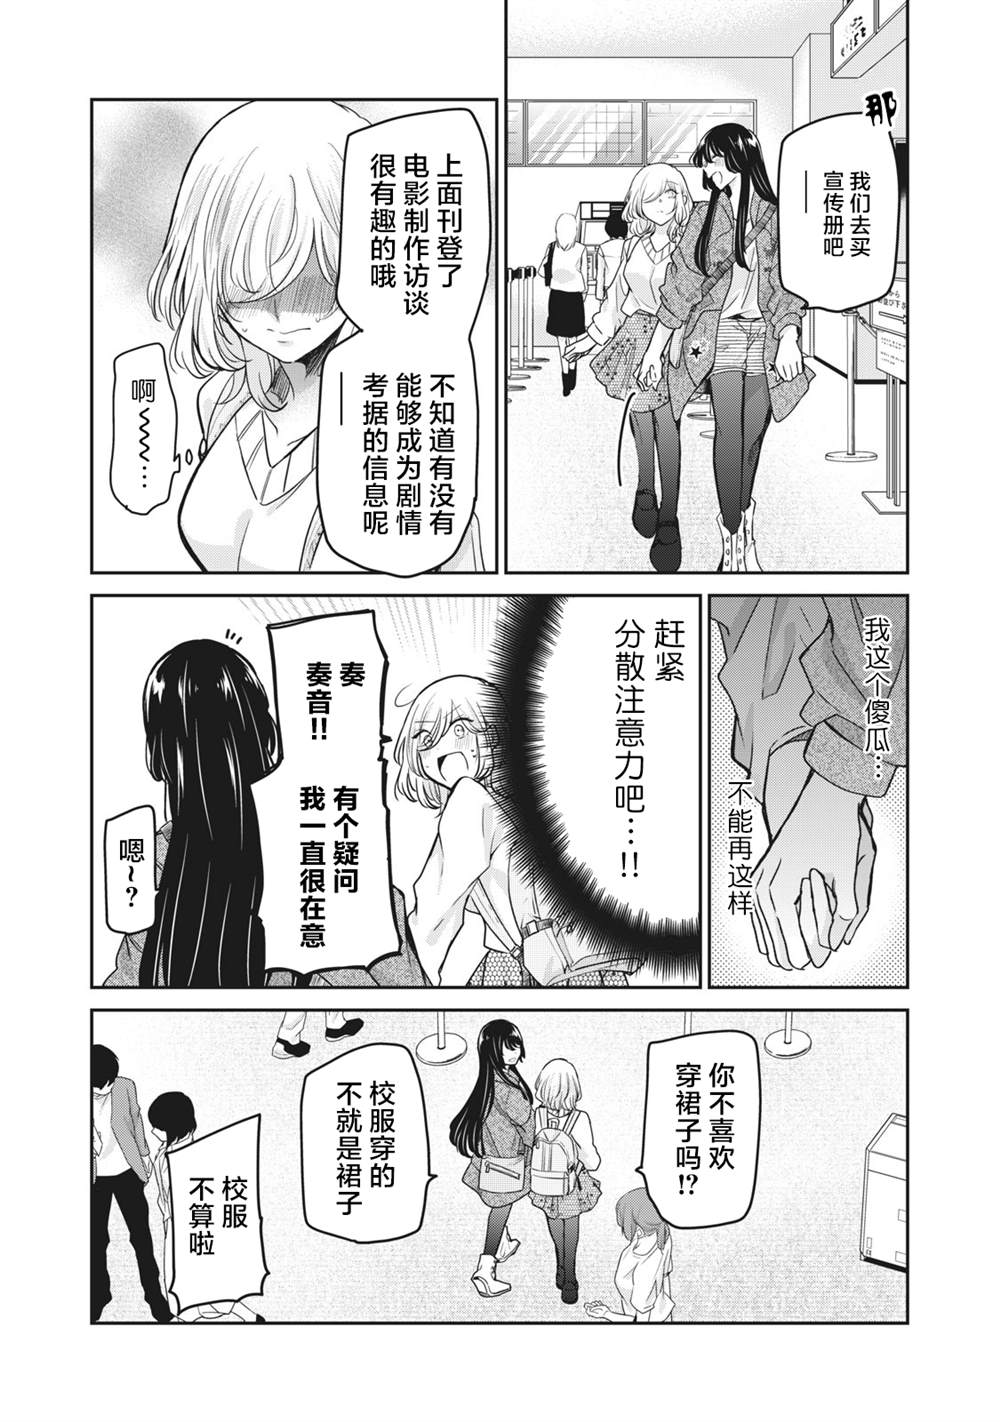 那
我们去买
宣传册吧
——
上面刊登了
电影制作访谈
很有趣的哦
不知道有没有
能够成为剧情
考据的信息呢
——
啊~~~~…
我这个傻瓜…
不能再这样
赶紧
分散注意力吧…!!
奏
奏音!!
有个疑问
我一直很在意
嗯~?
你不喜欢
穿裙子吗!?
校服穿的
不就是裙子
校服
不算啦